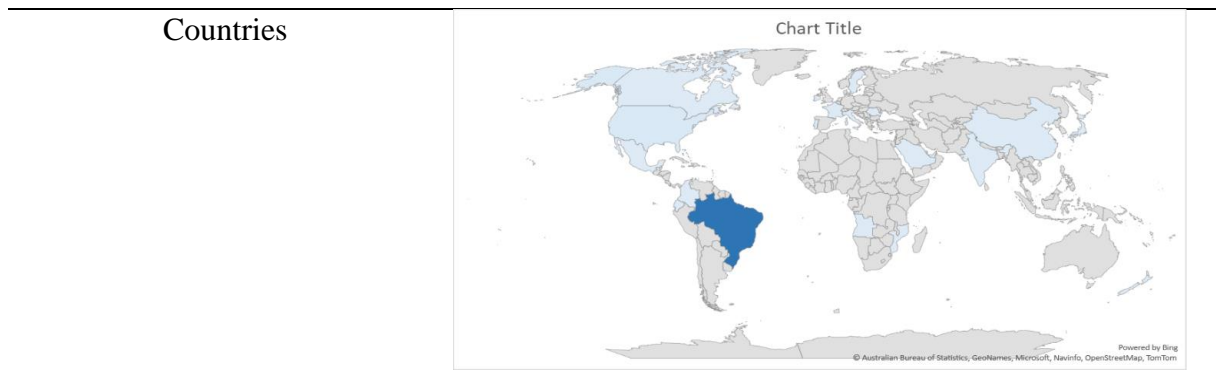 Countries
Chart Title
Powered by Bing
© Australian Bureau of Statistics, GeoNames, Microsoft, Navinfo, OpenStreetMap, TomTom